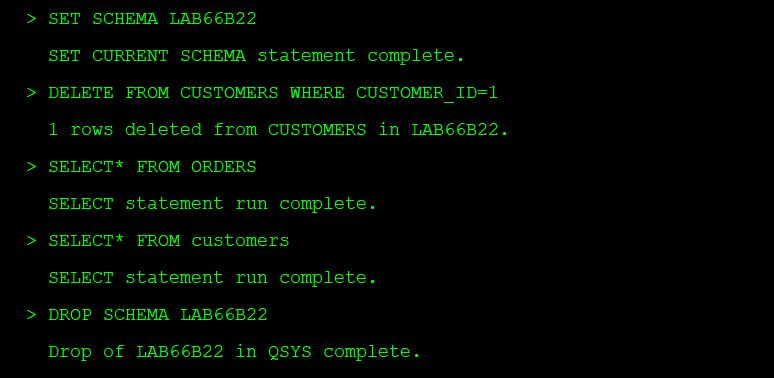 > SET SCHEMA LAB66B22
SET CURRENT SCHEMA statement complete.
> DELETE FROM CUSTOMERS WHERE CUSTOMER_ID=1
1 rows deleted from CUSTOMERS in LAB66B22.
> SELECT* FROM ORDERS
SELECT statement run complete.
> SELECT* FROM customers
SELECT statement run complete.
> DROP SCHEMA LAB66B22
Drop of LAB66B22 in QSYS complete.